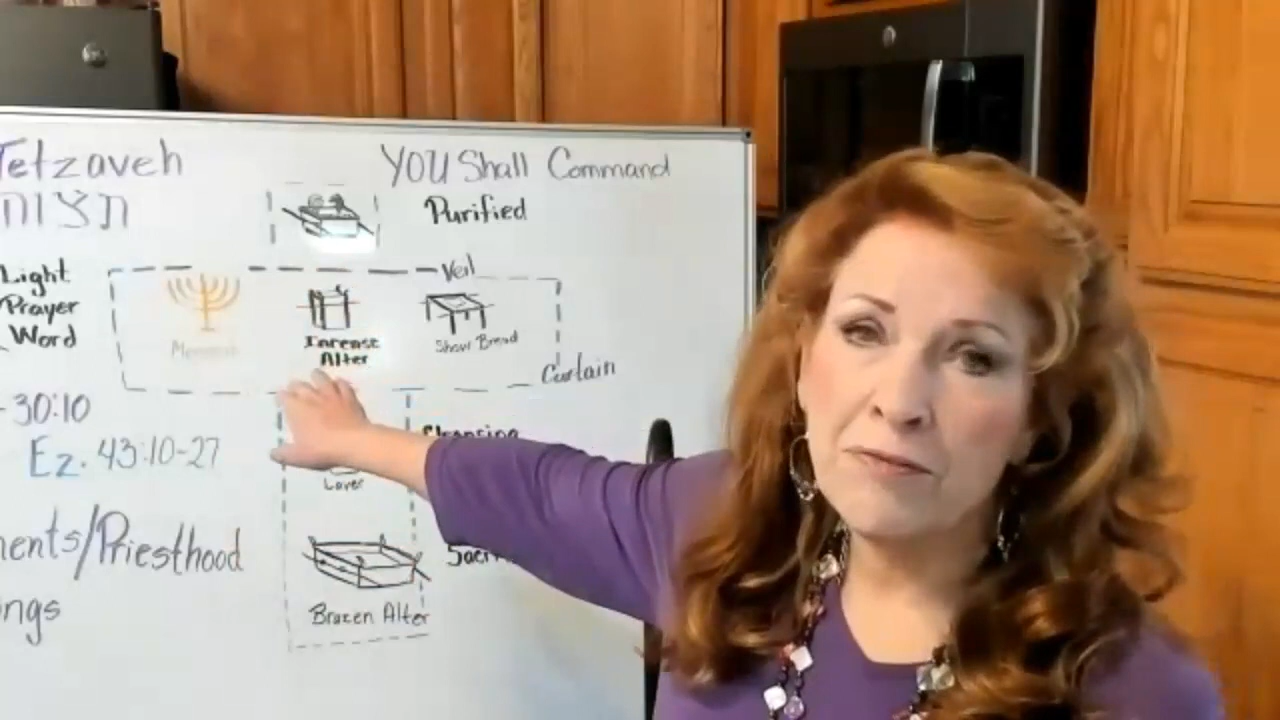 Tetzaveh
YOU Shall Command
תצוה
Purified
Light
Prayer
Word
Veil
Menorah
Incense
Alter
Show Bread
Curtain
- 30:10
Ez. 43:10-27
Cleansing
Laver
ments/Priesthood
ngs
Brazen Alter